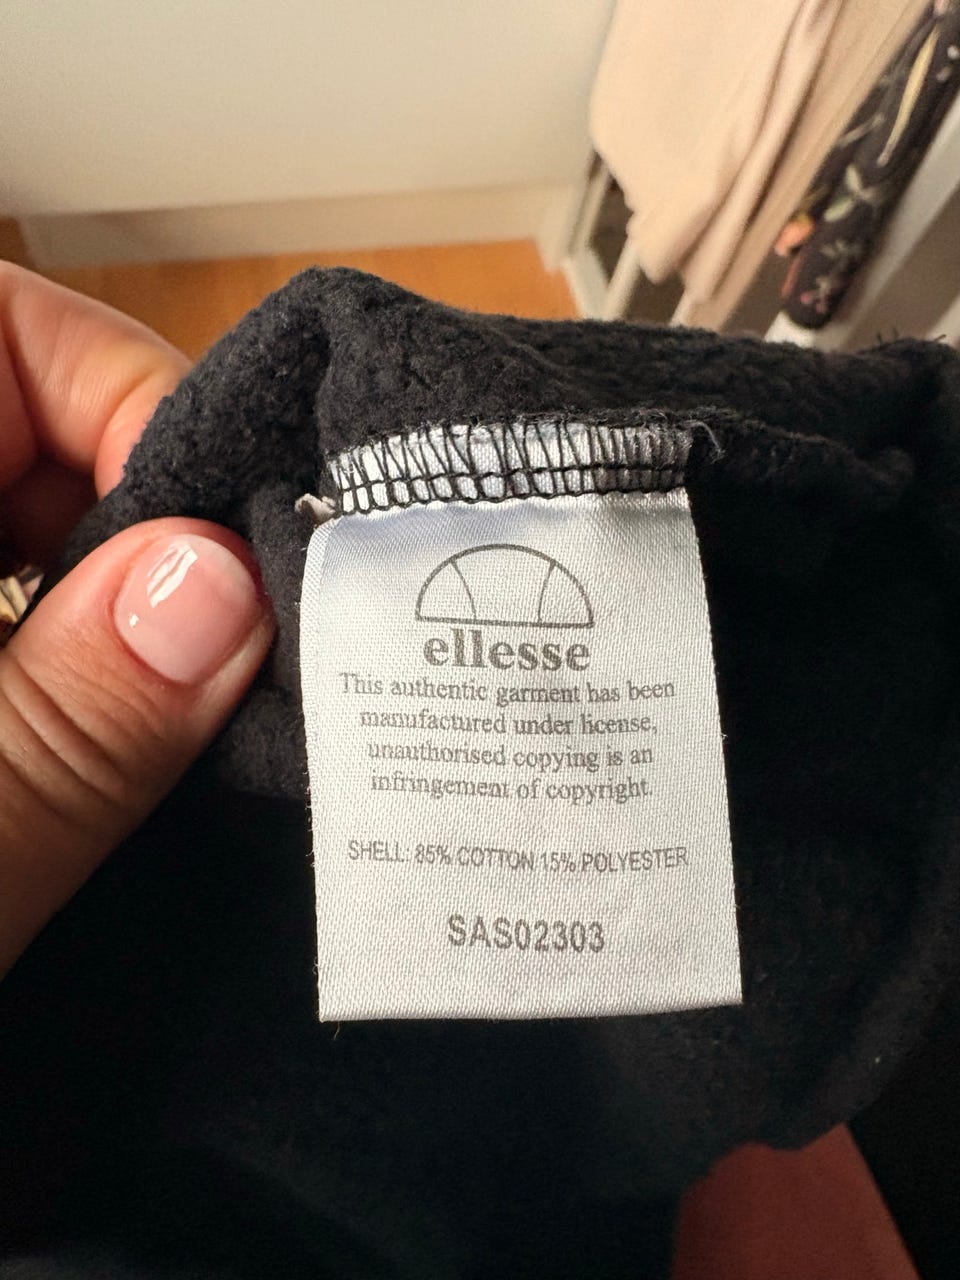 ellesse
This authentic garment has been
manufactured under license,
unauthorised copying is an
infringement of copyright.
SHELL: 85% COTTON 15% POLYESTER
SAS02303